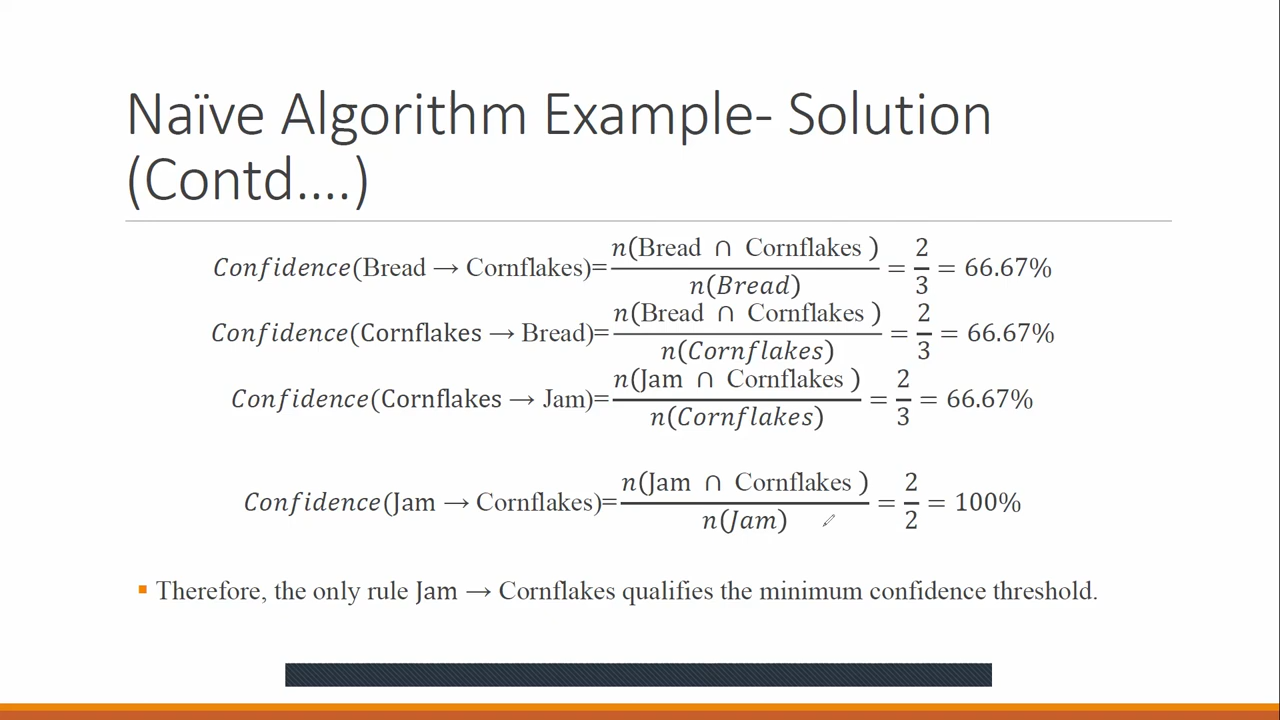 Naïve Algorithm Example- Solution
(Contd....)
Confidence(Bread → Cornflakes)= n(Bread ∩ Cornflakes ) / n(Bread) = 2/3 = 66.67%
Confidence(Cornflakes → Bread)= n(Bread ∩ Cornflakes ) / n(Cornflakes) = 2/3 = 66.67%
Confidence(Cornflakes → Jam)= n(Jam ∩ Cornflakes ) / n(Cornflakes) = 2/3 = 66.67%
Confidence(Jam → Cornflakes)= n(Jam ∩ Cornflakes ) / n(Jam) = 2/2 = 100%
▪ Therefore, the only rule Jam → Cornflakes qualifies the minimum confidence threshold.